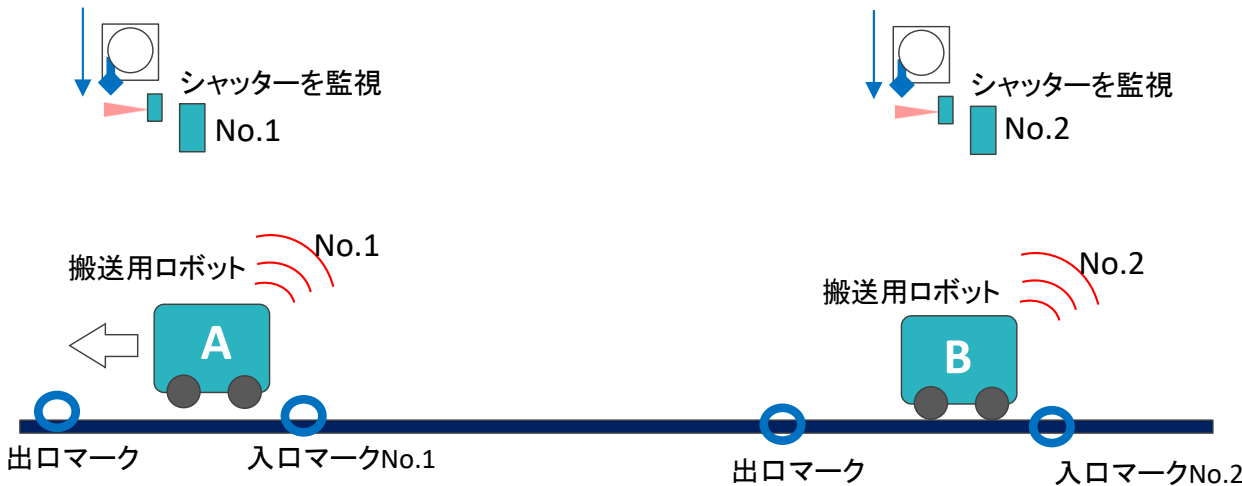 シャッターを監視
No.1
シャッターを監視
No.2
No.1
搬送用ロボット
A
No.2
搬送用ロボット
B
出口マーク
入口マークNo.1
出口マーク
入口マークNo.2